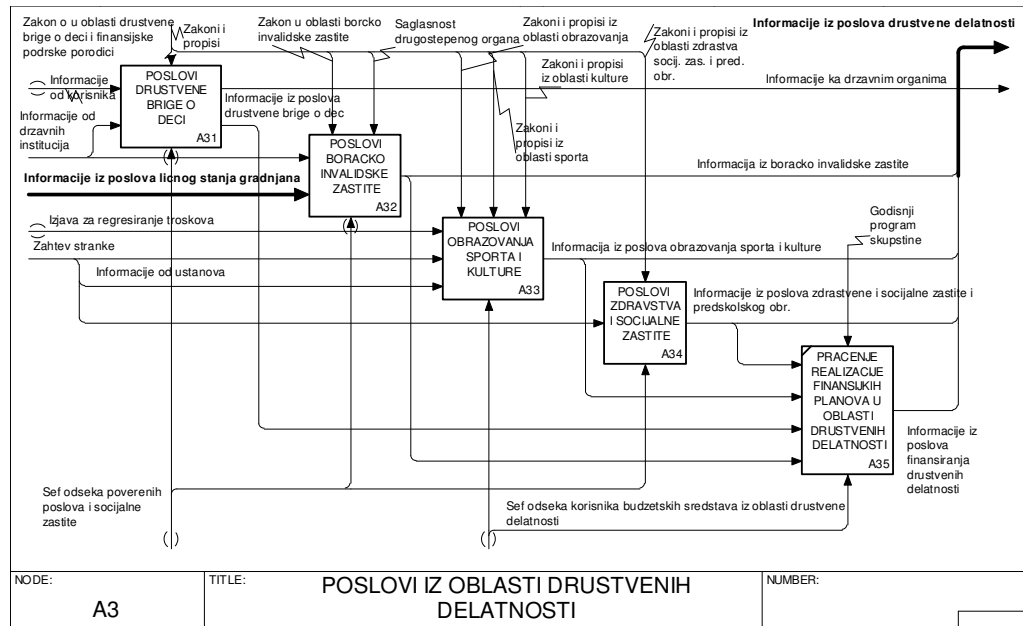 Zakon o u oblasti drustvene
brige o deci i finansijske
podrske porodici
Zakoni i
propisi
Zakon u oblasti borcko
invalidske zastite
Saglasnost
drugostepenog organa
Zakoni i propisi iz
oblasti obrazovanja
Zakoni i propisi
iz oblasti kulture
Zakoni i
propisi iz
oblasti sporta
Zakoni i propisi iz
oblasti zdrastva
socij. zas. i pred.
obr.
Informacije iz poslova drustvene delatnosti
Informacije
od korisnika
Informacije od
drzavnih
institucija
POSLOVI
DRUSTVENE
BRIGE O
DECI
A31
Informacije iz poslova
drustvene brige o dec
Informacije ka drzavnim organima
Informacije iz poslova licnog stanja gradnjana
POSLOVI
BORACKO
INVALIDSKE
ZASTITE
A32
Informacija iz boracko invalidske zastite
Izjava za regresiranje troskova
Zahtev stranke
Informacije od ustanova
POSLOVI
OBRAZOVANJA
SPORTA I
KULTURE
A33
Informacija iz poslova obrazovanja sporta i kulture
Godisnji
program
skupstine
POSLOVI
ZDRAVSTVA
I SOCIJALNE
ZASTITE
A34
Informacije iz poslova zdrastvene i socijalne zastite i
predskolskog obr.
PRACENJE
REALIZACIJE
FINANSIJKIH
PLANOVA U
OBLASTI
DRUSTVENIH
DELATNOSTI
A35
Informacije iz
poslova
finansiranja
drustvenih
delatnosti
Sef odseka poverenih
poslova i socijalne
zastite
Sef odseka korisnika budzetskih sredstava iz oblasti drustvene
delatnosti
NODE:
A3
TITLE:
POSLOVI IZ OBLASTI DRUSTVENIH
DELATNOSTI
NUMBER: